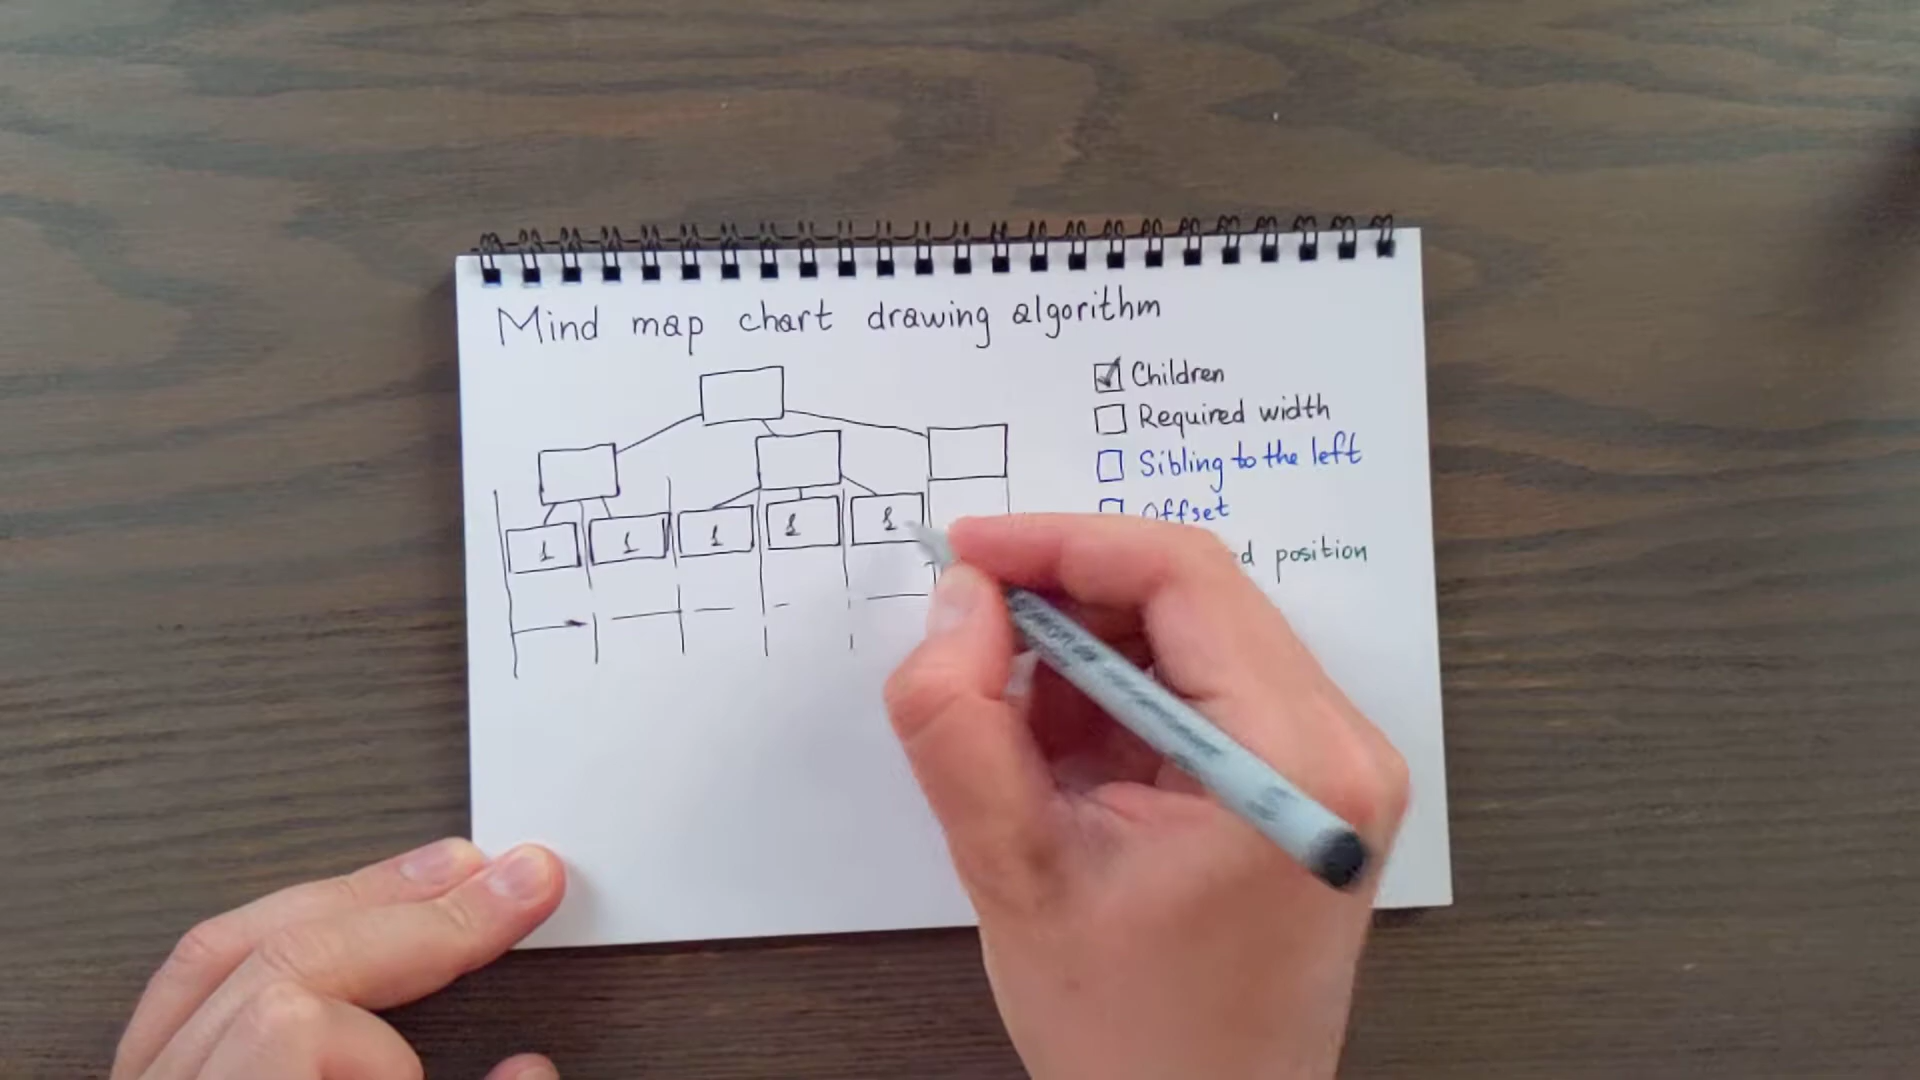 Mind map chart drawing algorithm
Children
Required width
Sibling to the left
Offset
position
1 1 1 1 1